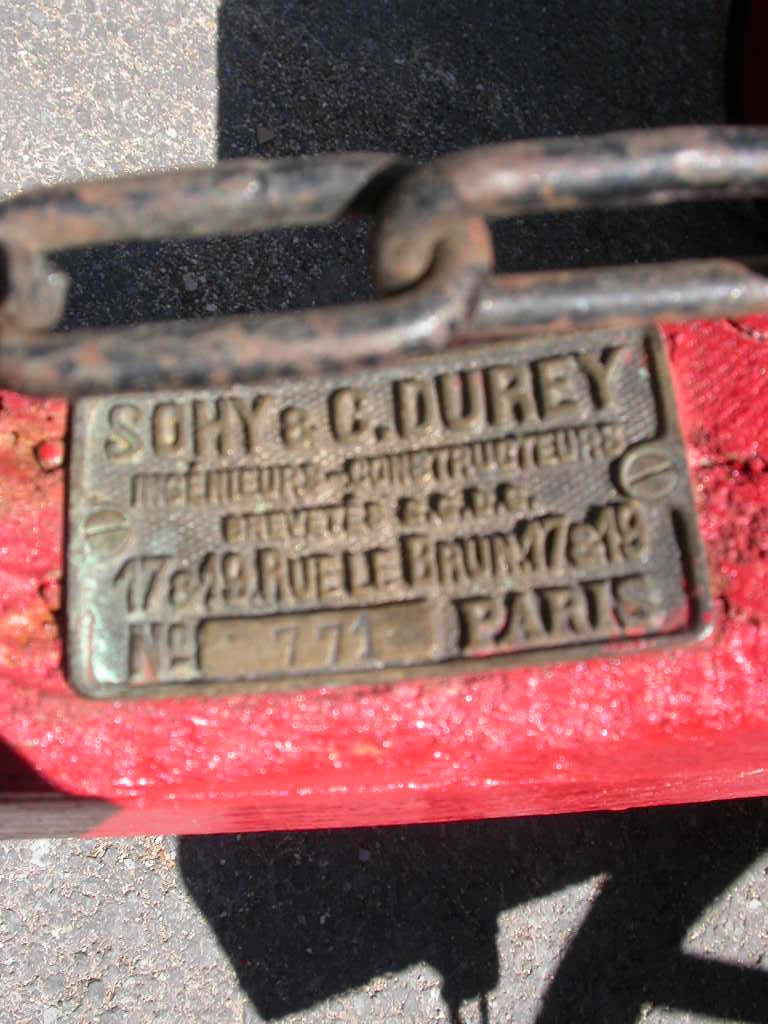 SOHY & C. DUREY
INGÉNIEURS-CONSTRUCTEURS
BREVETÉS S.G.D.G.
17&19. RUE LE BRUN. 17&19
No 771 PARIS